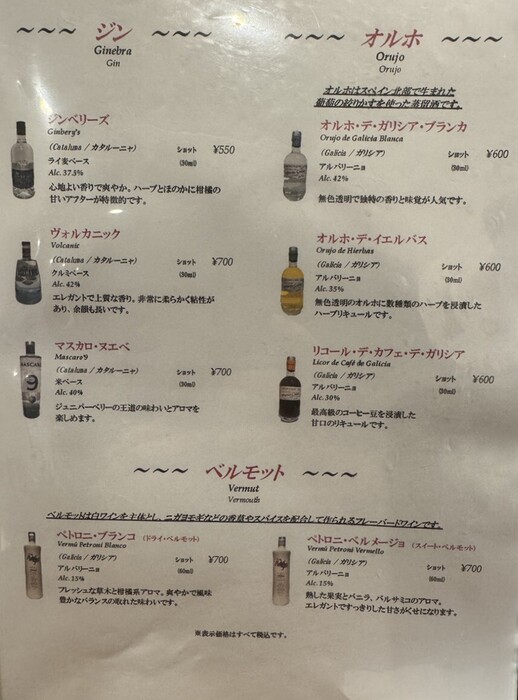 ~~~ ジン ~~~
Ginebra
Gin
ジンベリーズ
Ginbery's
(Cataluna / カタルーニャ) ショット ¥550
ライ麦ベース (30ml)
Alc. 37.5%
心地よい香りで爽やか。ハーブとほのかに柑橘の
甘いアフターが特徴的です。
ヴォルカニック
Volcanic
(Cataluna / カタルーニャ) ショット ¥700
クルミベース (30ml)
Alc. 42%
エレガントで上質な香り。非常に柔らかく粘性が
あり、余韻も長いです。
マスカロ・ヌエベ
Mascaro9
(Cataluna / カタルーニャ) ショット ¥700
米ベース (30ml)
Alc. 40%
ジュニパーベリーの王道の味わいとアロマを
楽しめます。
~~~ オルホ ~~~
Orujo
Orujo
オルホはスペイン北部で生まれた
葡萄の絞りかすを使った蒸留酒です。
オルホ・デ・ガリシア・ブランカ
Orujo de Galicia Blanca
(Galicia / ガリシア) ショット ¥600
アルバリーニョ (30ml)
Alc. 42%
無色透明で独特の香りと味覚が人気です。
オルホ・デ・イエルバス
Orujo de Hierbas
(Galicia / ガリシア) ショット ¥600
アルバリーニョ (30ml)
Alc. 35%
無色透明のオルホに数種類のハーブを浸漬した
ハーブリキュールです。
リコール・デ・カフェ・デ・ガリシア
Licor de Café de Galicia
(Galicia / ガリシア) ショット ¥600
アルバリーニョ (30ml)
Alc. 30%
最高級のコーヒー豆を浸漬した
甘口のリキュールです。
~~~ ベルモット ~~~
Vermut
Vermouth
ベルモットは白ワインを主体とし、ニガヨモギなどの香草やスパイスを配合して作られるフレーバードワインです。
ペトロニ・ブランコ (ドライ・ベルモット)
Vermú Petroni Blanco
(Galicia / ガリシア) ショット ¥700
アルバリーニョ (60ml)
Alc. 15%
フレッシュな草木と柑橘系アロマ。爽やかで風味
豊かなバランスの取れた味わいです。
ペトロニ・ベルメージョ (スイート・ベルモット)
Vermú Petroni Vermello
(Galicia / ガリシア) ショット ¥700
アルバリーニョ (60ml)
Alc. 15%
熟した果実とバニラ、バルサミコのアロマ。
エレガントですっきりした甘さがくせになります。
※表示価格はすべて税込です。